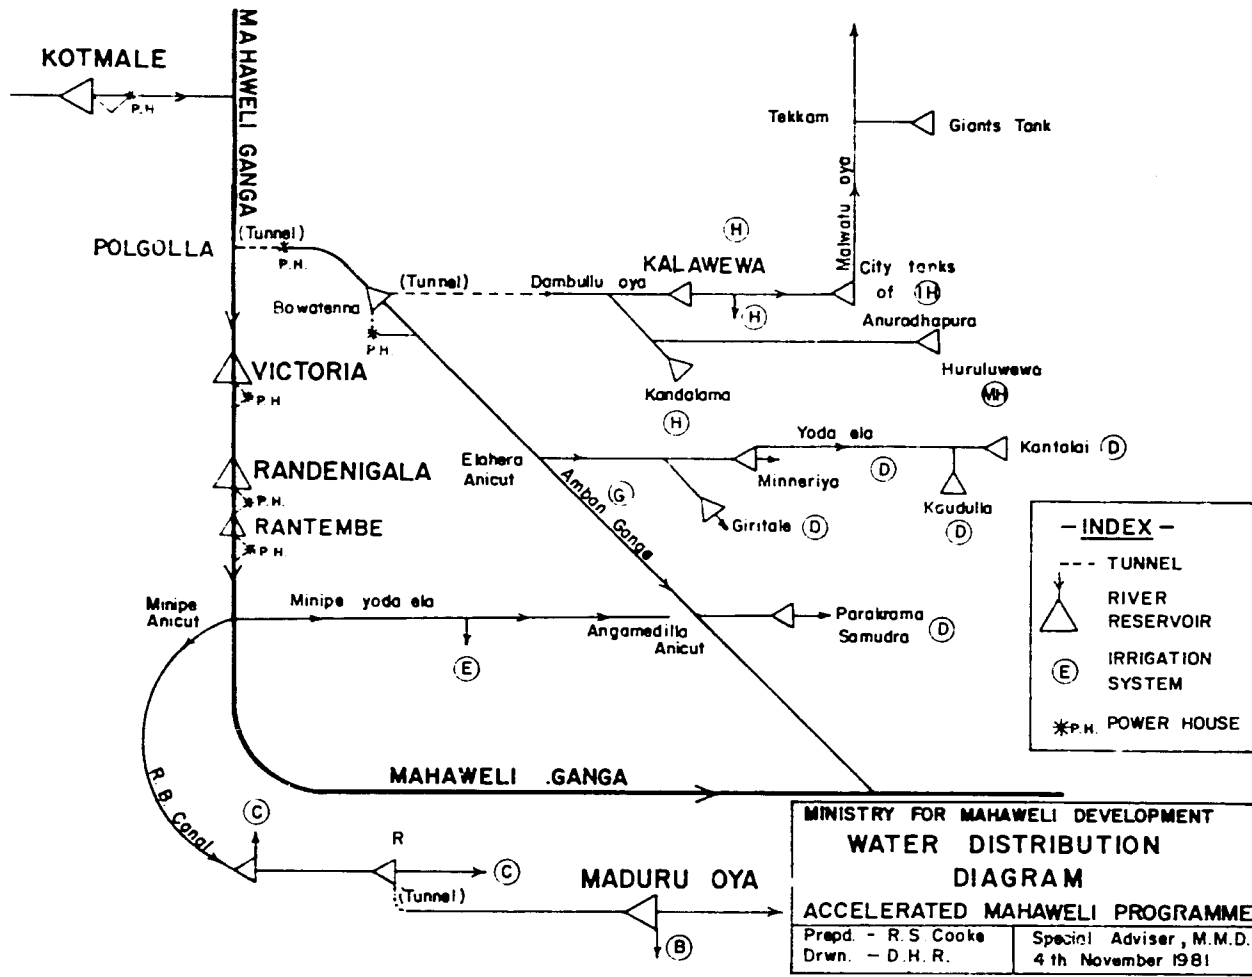 KOTMALE
P.H
MAHAWELI GANGA
Tekkam
Giants Tank
Malwatu oya
POLGOLLA
(Tunnel)
P.H.
H
KALAWEWA
(Tunnel)
Dambullu oya
City tanks
of IH
Anuradhapura
Bowatenna
P.H.
H
Huruluwewa
MH
VICTORIA
P.H
Kandalama
H
Yoda ela
Kantalai D
Elahera
Anicut
Minneriya
D
RANDENIGALA
P.H.
G
Giritale D
Kaudulla
D
Amban Ganga
RANTEMBE
P.H.
Minipe
Anicut
Minipe yoda ela
E
Angamedilla
Anicut
Parakrama
Samudra D
R.B. Canal
MAHAWELI .GANGA
C
R
C
(Tunnel)
MADURU OYA
B
- INDEX -
TUNNEL
RIVER
RESERVOIR
E IRRIGATION
SYSTEM
P.H. POWER HOUSE
MINISTRY FOR MAHAWELI DEVELOPMENT
WATER DISTRIBUTION
DIAGRAM
ACCELERATED MAHAWELI PROGRAMME
Prepd. - R.S. Cooke
Drwn. - D.H.R.
Special Adviser, M.M.D.
4th November 1981